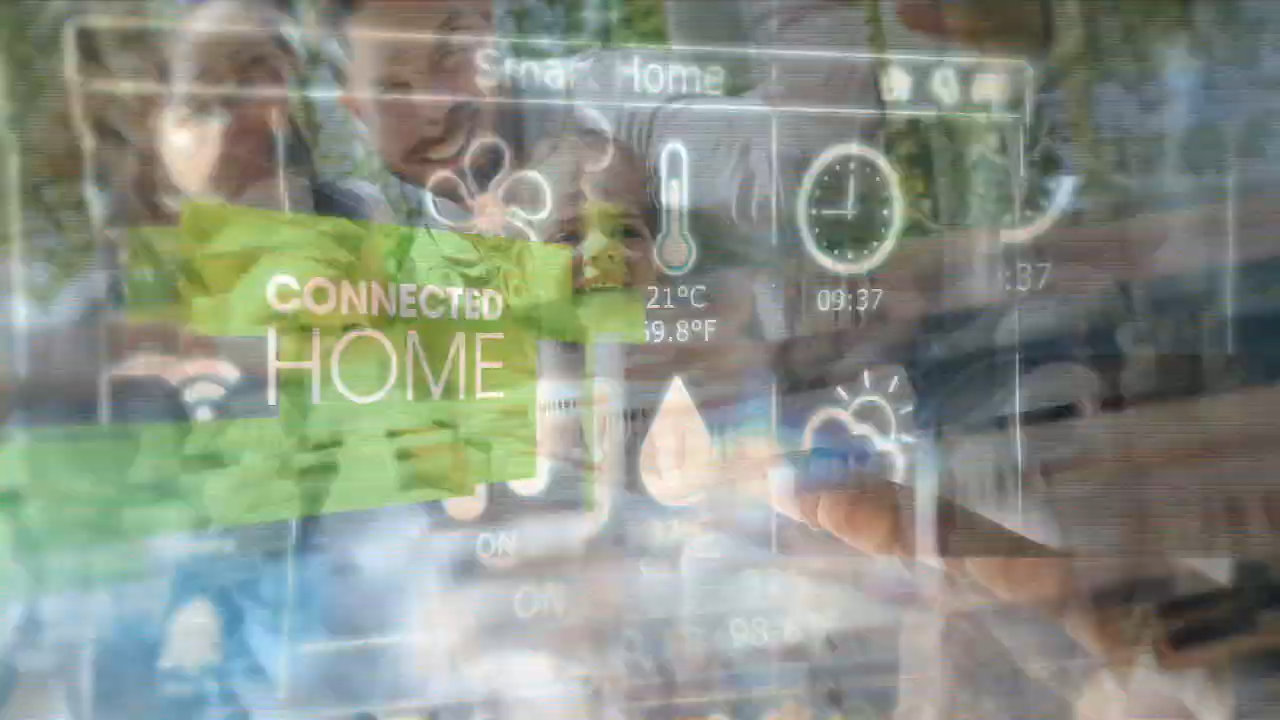 Smart Home
CONNECTED
HOME
21°C
69.8°F
09:37
:37
ON
ON